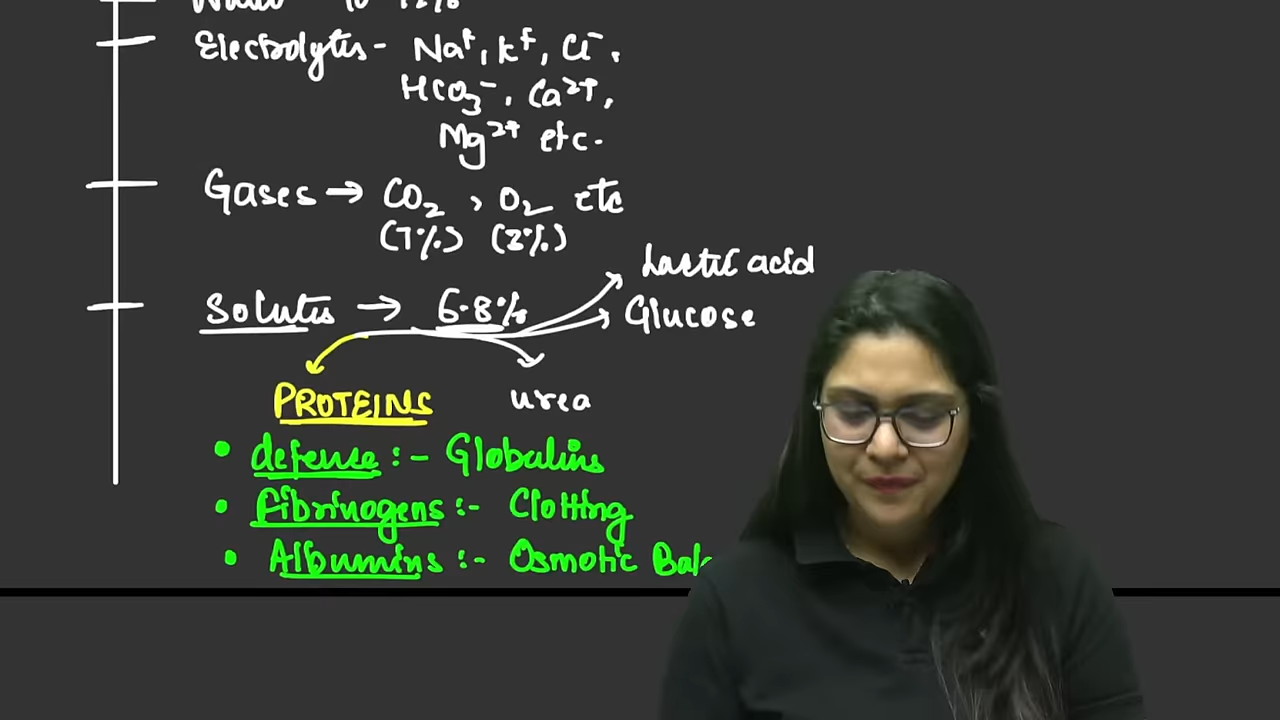 Electrolytes - Na⁺, K⁺, Cl⁻,
HCO₃⁻, Ca²⁺,
Mg²⁺ etc.
Gases → CO₂, O₂ etc
(7%) (2%)
Lactic acid
Solutes → 6-8%
Glucose
PROTEINS
urea
• defense :- Globulins
• Fibrinogens :- Clotting
• Albumins :- Osmotic